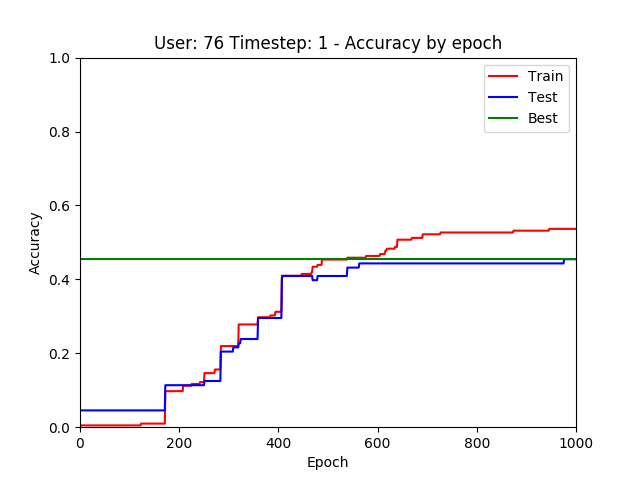 User: 76 Timestep: 1 - Accuracy by epoch
Train
Test
Best
Accuracy
1.0
0.8
0.6
0.4
0.2
0.0
0 200 400 600 800 1000
Epoch